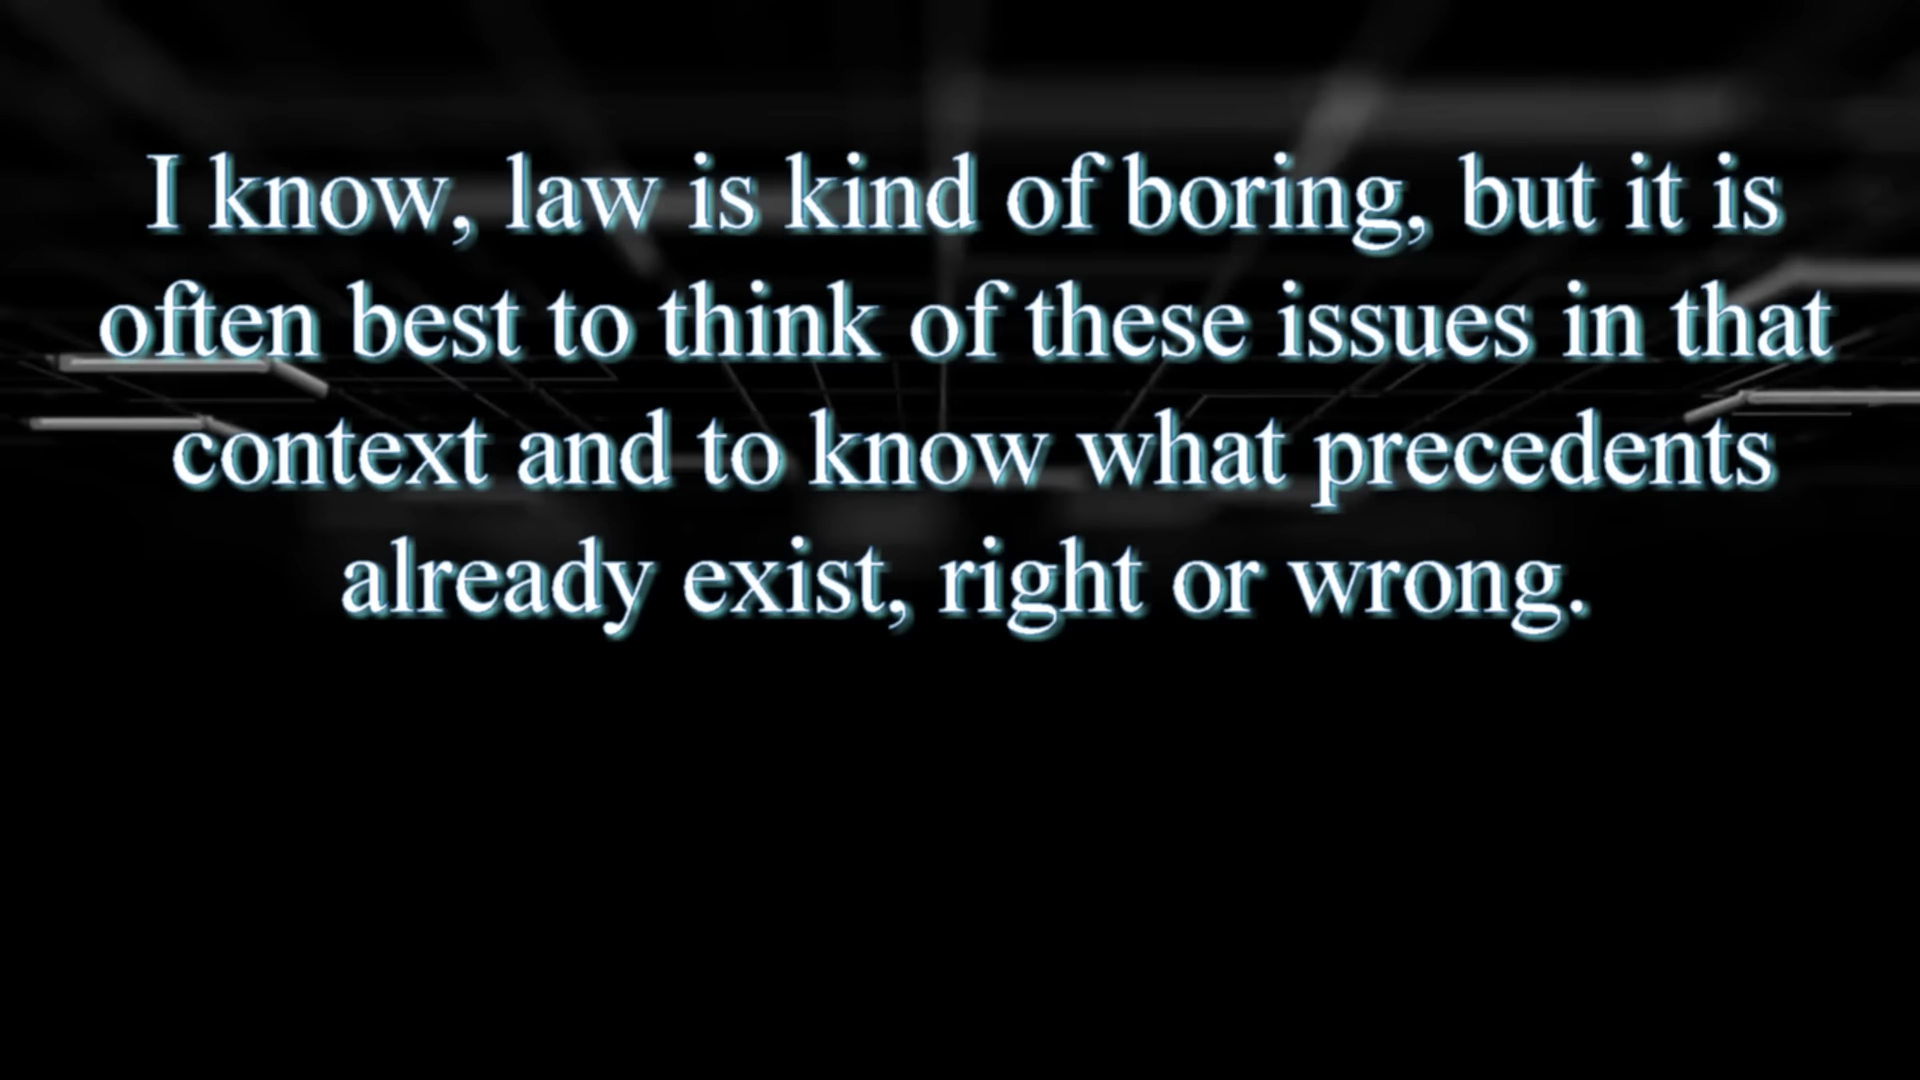 I know, law is kind of boring, but it is
often best to think of these issues in that
context and to know what precedents
already exist, right or wrong.